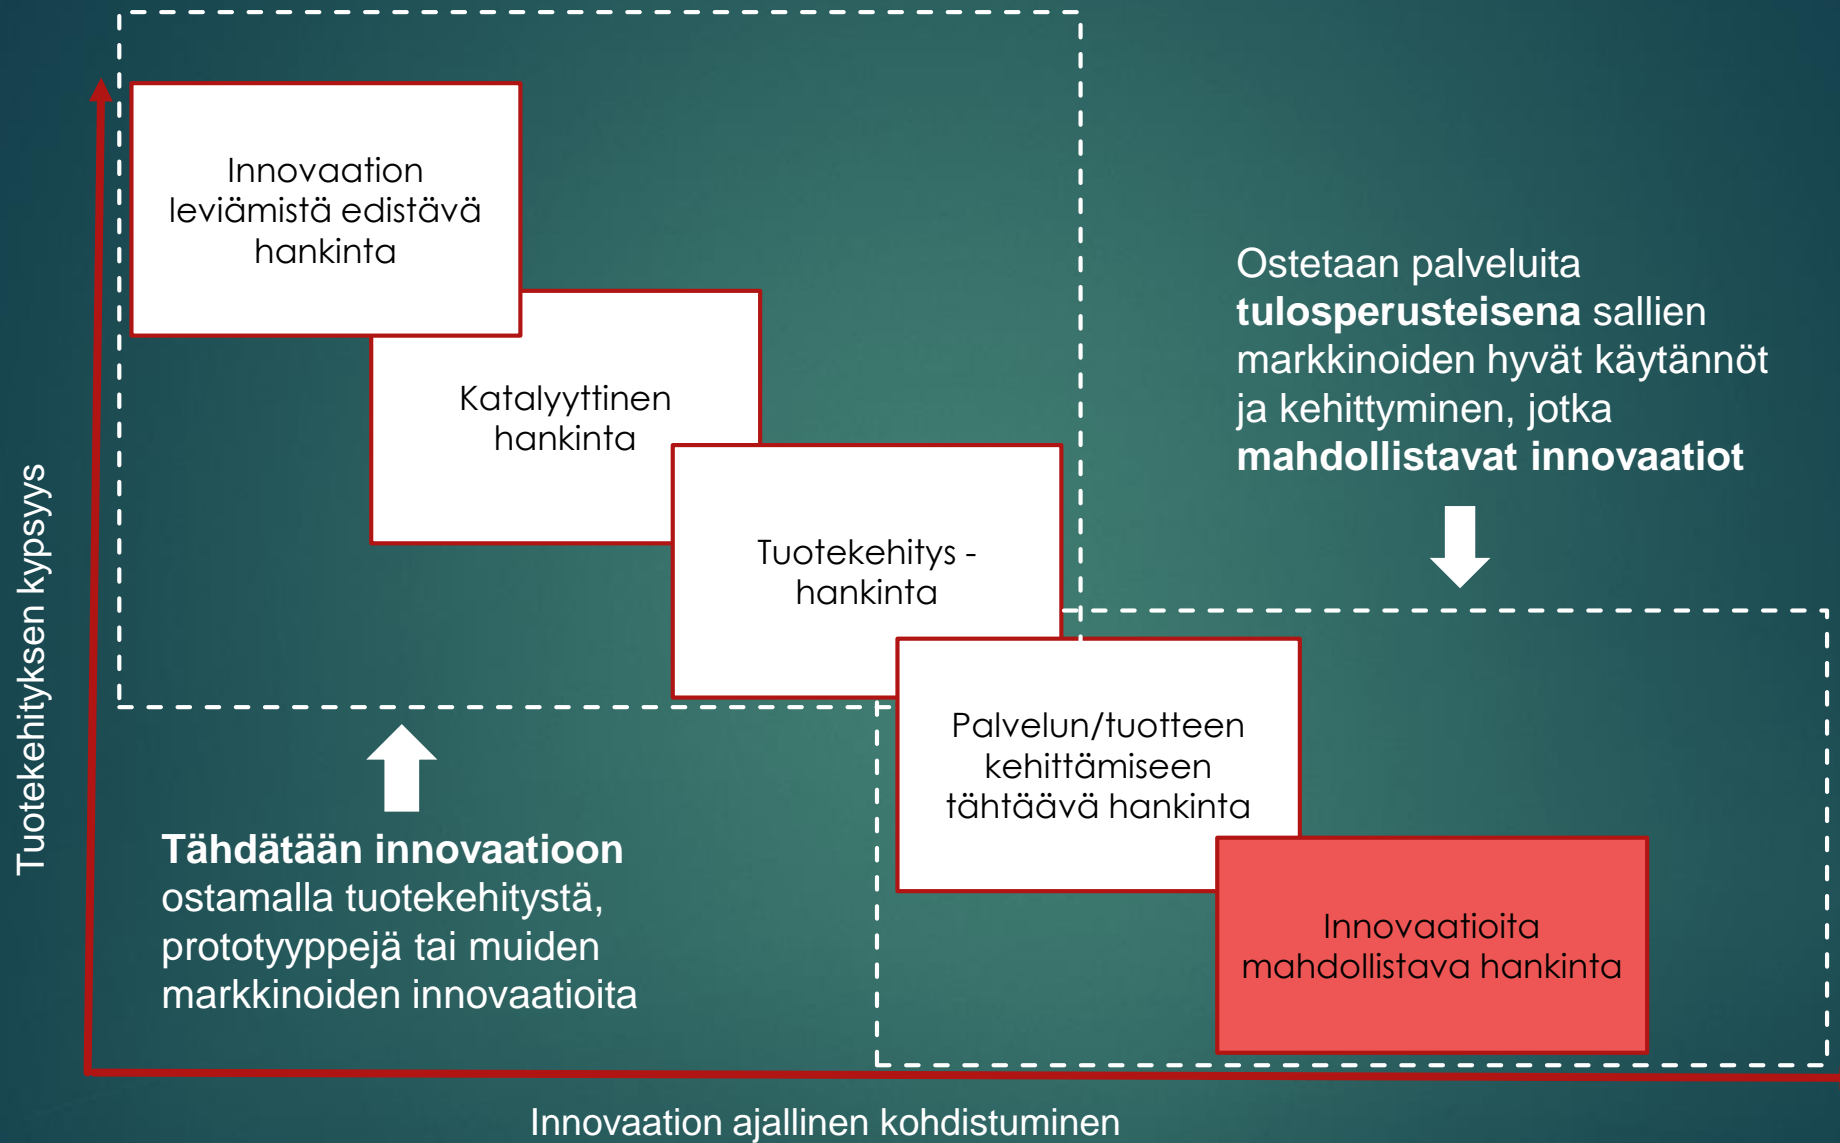 Innovaation
leviämistä edistävä
hankinta
Katalyyttinen
hankinta
Tuotekehitys -
hankinta
Palvelun/tuotteen
kehittämiseen
tähtäävä hankinta
Innovaatioita
mahdollistava hankinta
Ostetaan palveluita
tulosperusteisena sallien
markkinoiden hyvät käytännöt
ja kehittyminen, jotka
mahdollistavat innovaatiot
Tähdätään innovaatioon
ostamalla tuotekehitystä,
prototyyppejä tai muiden
markkinoiden innovaatioita
Tuotekehityksen kypsyys
Innovaation ajallinen kohdistuminen